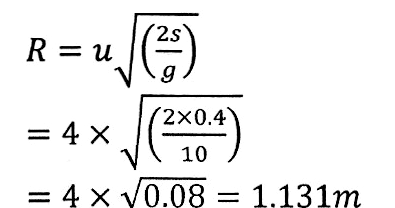 R = u√(2s/g)
= 4 × √(2×0.4/10)
= 4 × √0.08 = 1.131m